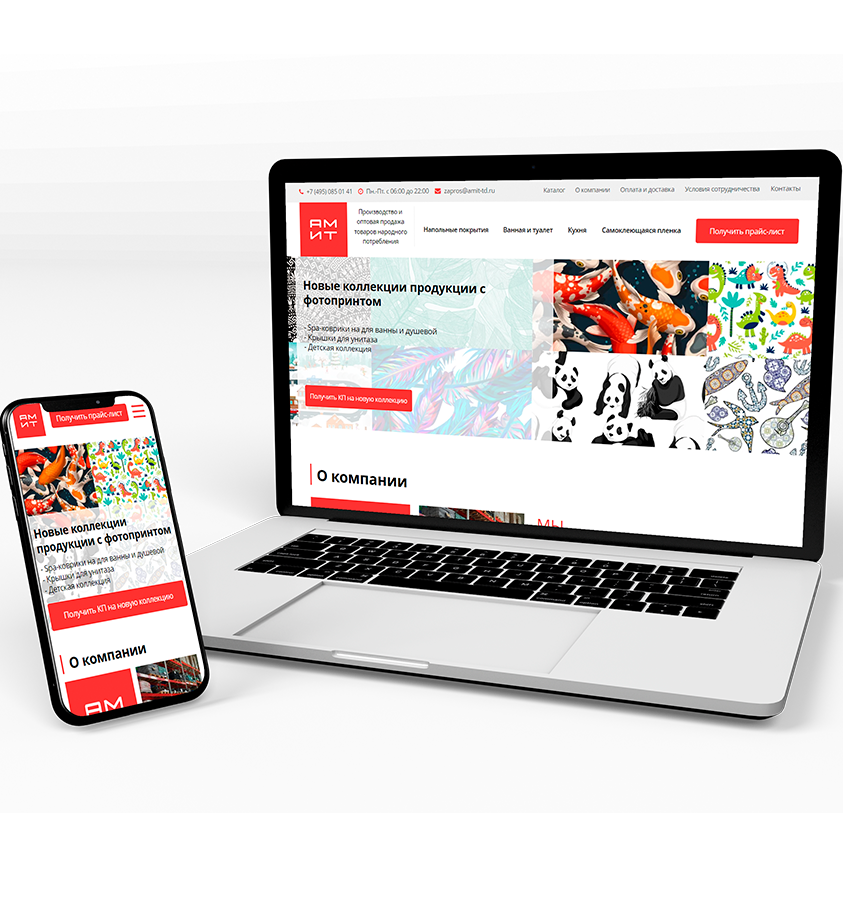 +7 (495) 085 01 41 Пн.-Пт. с 06:00 до 22:00 zapros@amit-td.ru Каталог О компании Оплата и доставка Условия сотрудничества Контакты
АМ
ИТ
Производство и
оптовая продажа
товаров народного
потребления
Напольные покрытия Ванная и туалет Кухня Самоклеющаяся пленка Получить прайс-лист
Новые коллекции продукции с
фотопринтом
- Spa-коврики на для ванны и душевой
- Крышки для унитаза
- Детская коллекция
Получить КП на новую коллекцию
О компании
МЫ
АМ
ИТ
Получить прайс-лист
Новые коллекции
продукции с фотопринтом
- Spa-коврики на для ванны и душевой
- Крышки для унитаза
- Детская коллекция
Получить КП на новую коллекцию
О компании
АМ